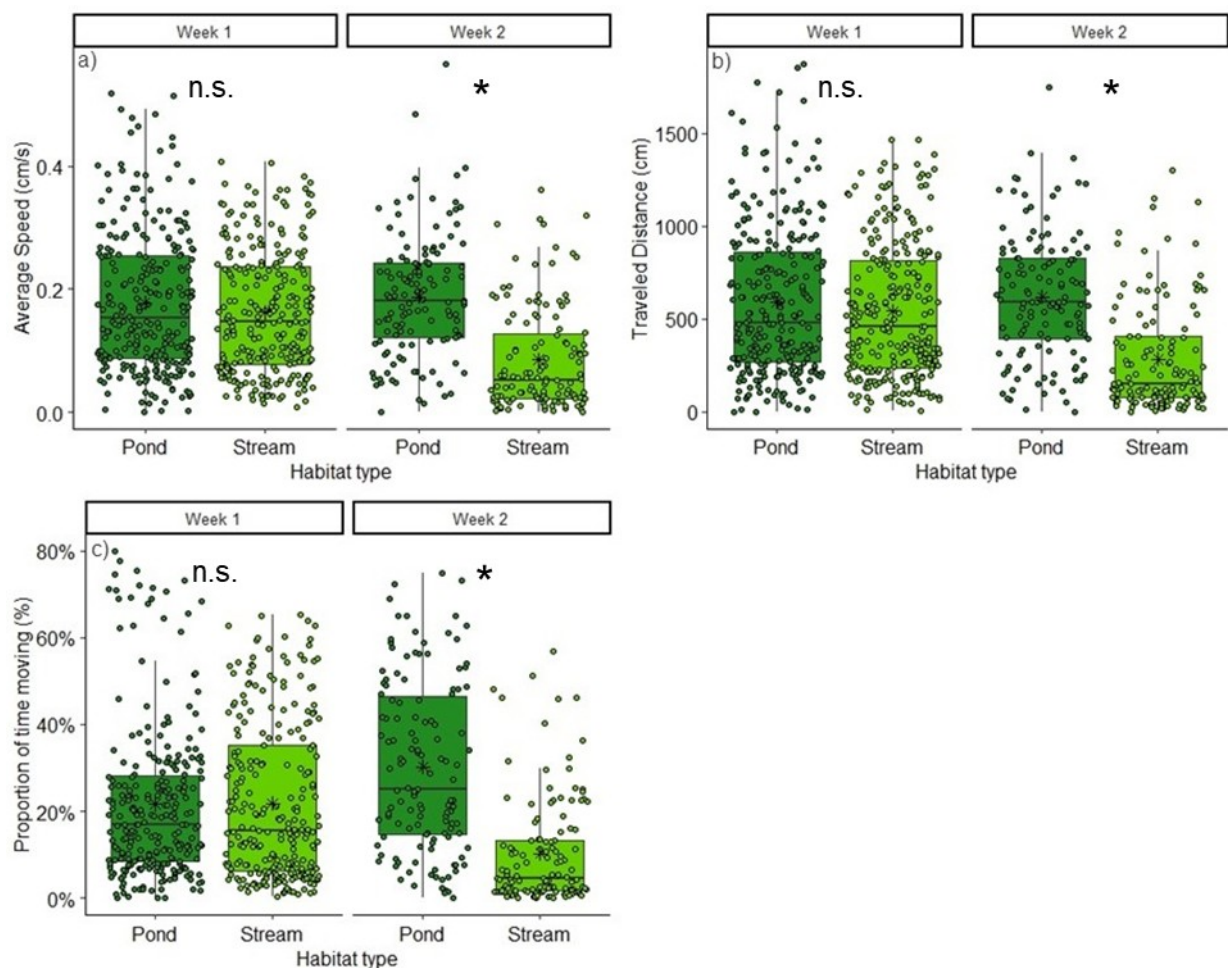 Week 1
Week 2
a)
n.s.
*
Average Speed (cm/s)
0.4
0.2
0.0
Pond
Stream
Pond
Stream
Habitat type
Week 1
Week 2
b)
n.s.
*
Traveled Distance (cm)
1500
1000
500
0
Pond
Stream
Pond
Stream
Habitat type
Week 1
Week 2
c)
n.s.
*
Proportion of time moving (%)
80%
60%
40%
20%
0%
Pond
Stream
Pond
Stream
Habitat type